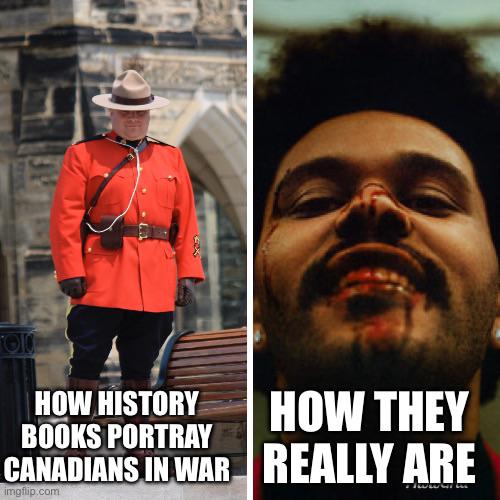 HOW HISTORY
BOOKS PORTRAY
CANADIANS IN WAR
HOW THEY
REALLY ARE
imgflip.com